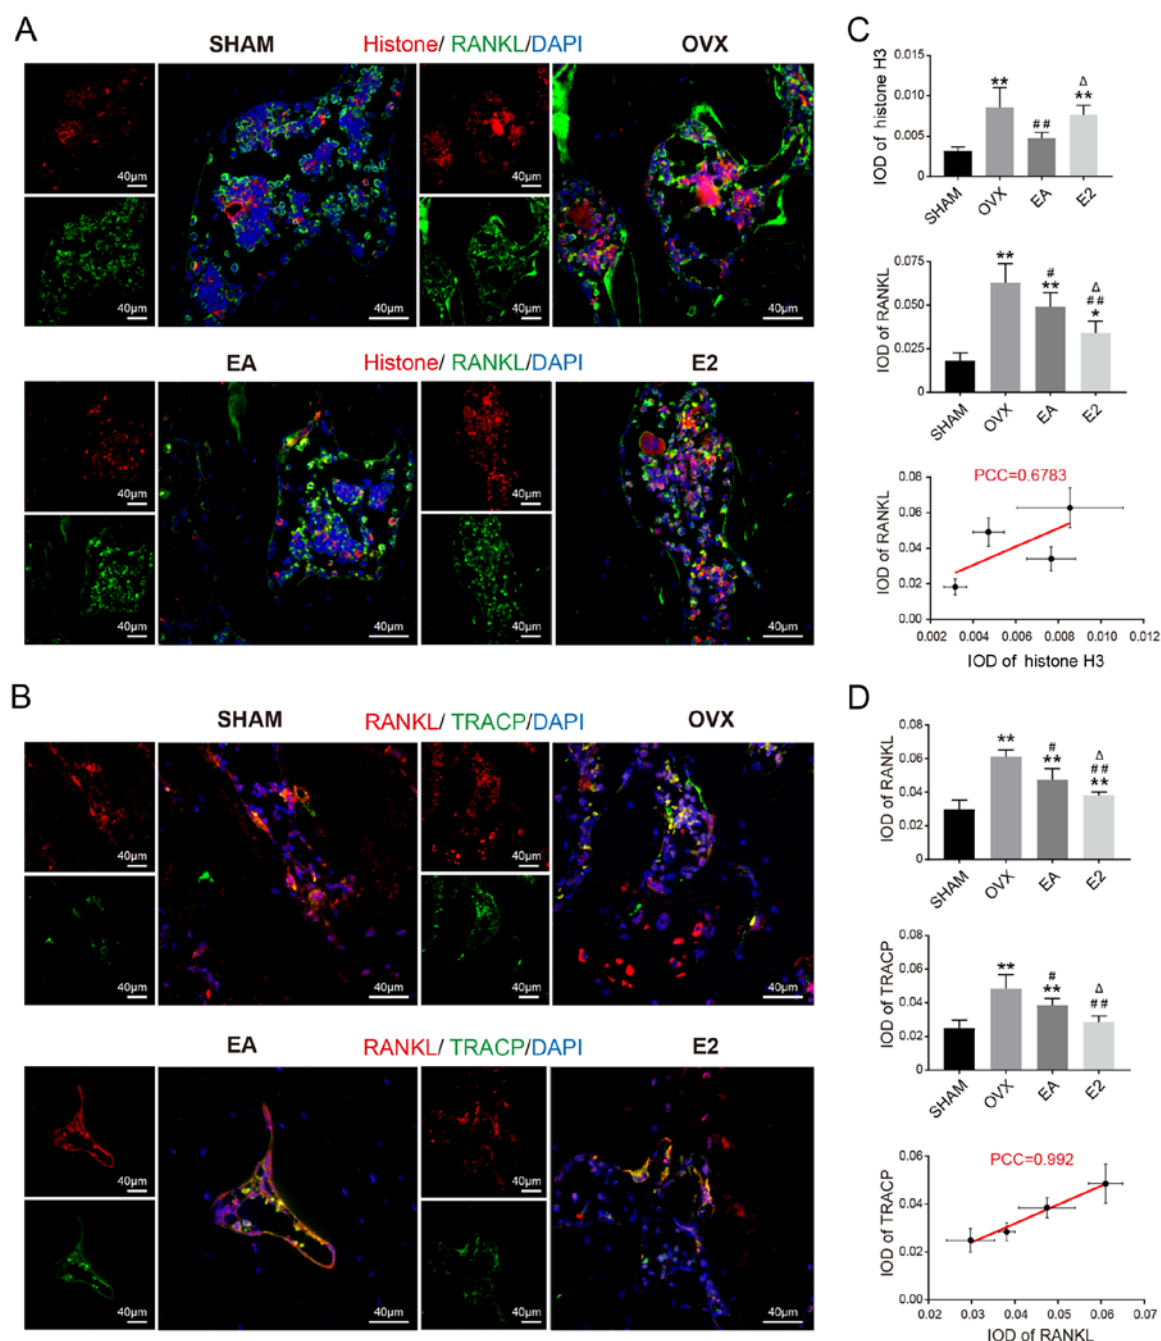 A
SHAM Histone/ RANKL/DAPI OVX
40µm
40µm
40µm
40µm
40µm
40µm
EA Histone/ RANKL/DAPI E2
40µm
40µm
40µm
40µm
40µm
40µm
B
SHAM RANKL/ TRACP/DAPI OVX
40µm
40µm
40µm
40µm
40µm
40µm
EA RANKL/ TRACP/DAPI E2
40µm
40µm
40µm
40µm
40µm
40µm
C
IOD of histone H3
0.015
0.010
0.005
0.000
**
##
Δ
**
SHAM OVX EA E2
IOD of RANKL
0.075
0.050
0.025
0.000
**
#
**
Δ
##
*
SHAM OVX EA E2
PCC=0.6783
IOD of RANKL
0.08
0.06
0.04
0.02
0.00
0.002 0.004 0.006 0.008 0.010 0.012
IOD of histone H3
D
IOD of RANKL
0.08
0.06
0.04
0.02
0.00
**
#
**
Δ
##
**
SHAM OVX EA E2
IOD of TRACP
0.08
0.06
0.04
0.02
0.00
**
#
**
Δ
##
SHAM OVX EA E2
PCC=0.992
IOD of TRACP
0.06
0.04
0.02
0.00
0.02 0.03 0.04 0.05 0.06 0.07
IOD of RANKL